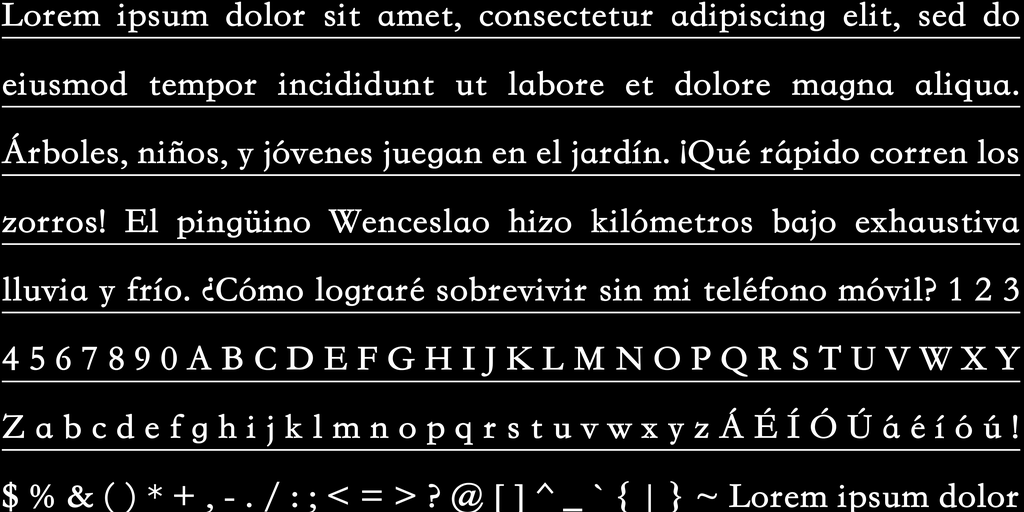 Lorem ipsum dolor sit amet, consectetur adipiscing elit, sed do
eiusmod tempor incididunt ut labore et dolore magna aliqua.
Árboles, niños, y jóvenes juegan en el jardín. ¡Qué rápido corren los
zorros! El pingüino Wenceslao hizo kilómetros bajo exhaustiva
lluvia y frío. ¿Cómo lograré sobrevivir sin mi teléfono móvil? 1 2 3
4 5 6 7 8 9 0 A B C D E F G H I J K L M N O P Q R S T U V W X Y
Z a b c d e f g h i j k l m n o p q r s t u v w x y z Á É Í Ó Ú á é í ó ú !
$ % & ( ) * + , - . / : ; < = > ? @ [ ] ^ _ ` { | } ~ Lorem ipsum dolor